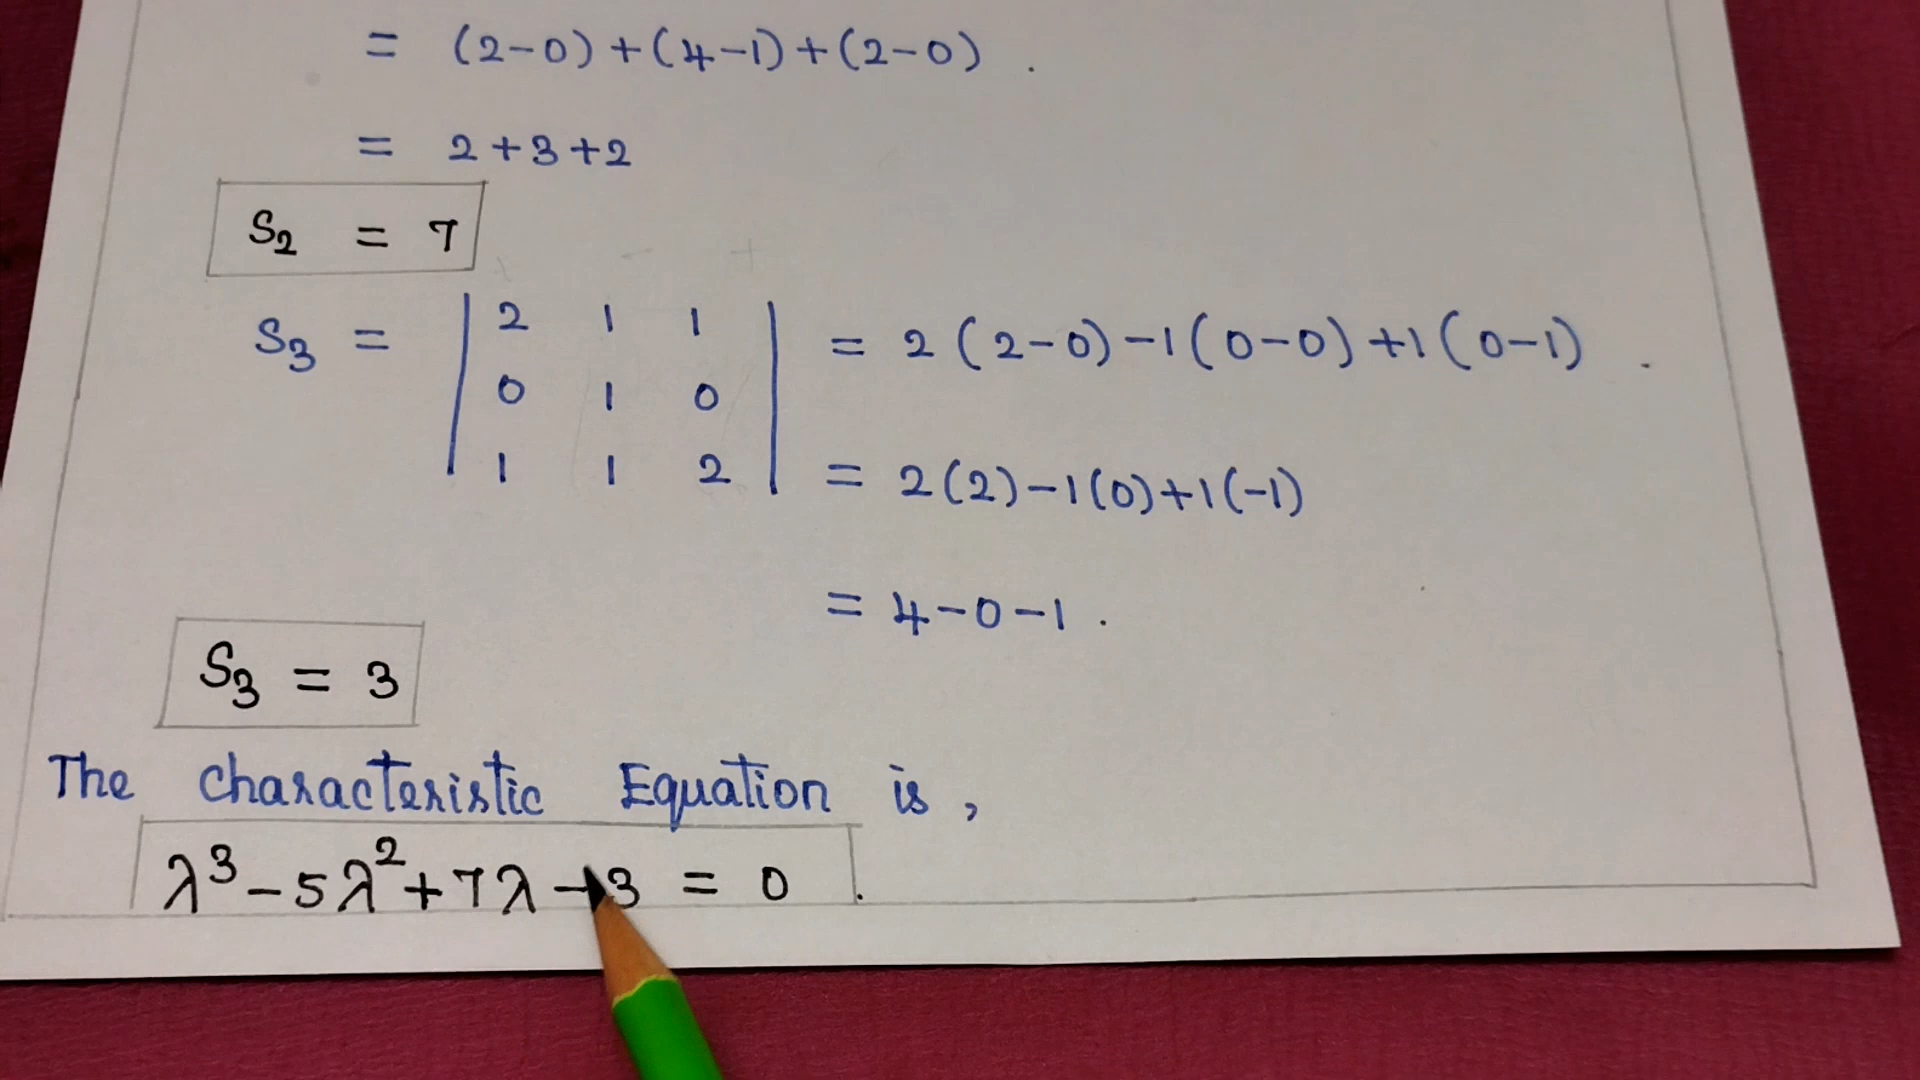 = (2-0)+(4-1)+(2-0).
= 2+3+2
S₂ = 7
S₃ = | 2 1 1 | = 2(2-0)-1(0-0)+1(0-1).
0 1 0
1 1 2 = 2(2)-1(0)+1(-1)
= 4-0-1.
S₃ = 3
The characteristic Equation is,
λ³-5λ²+7λ-3 = 0.